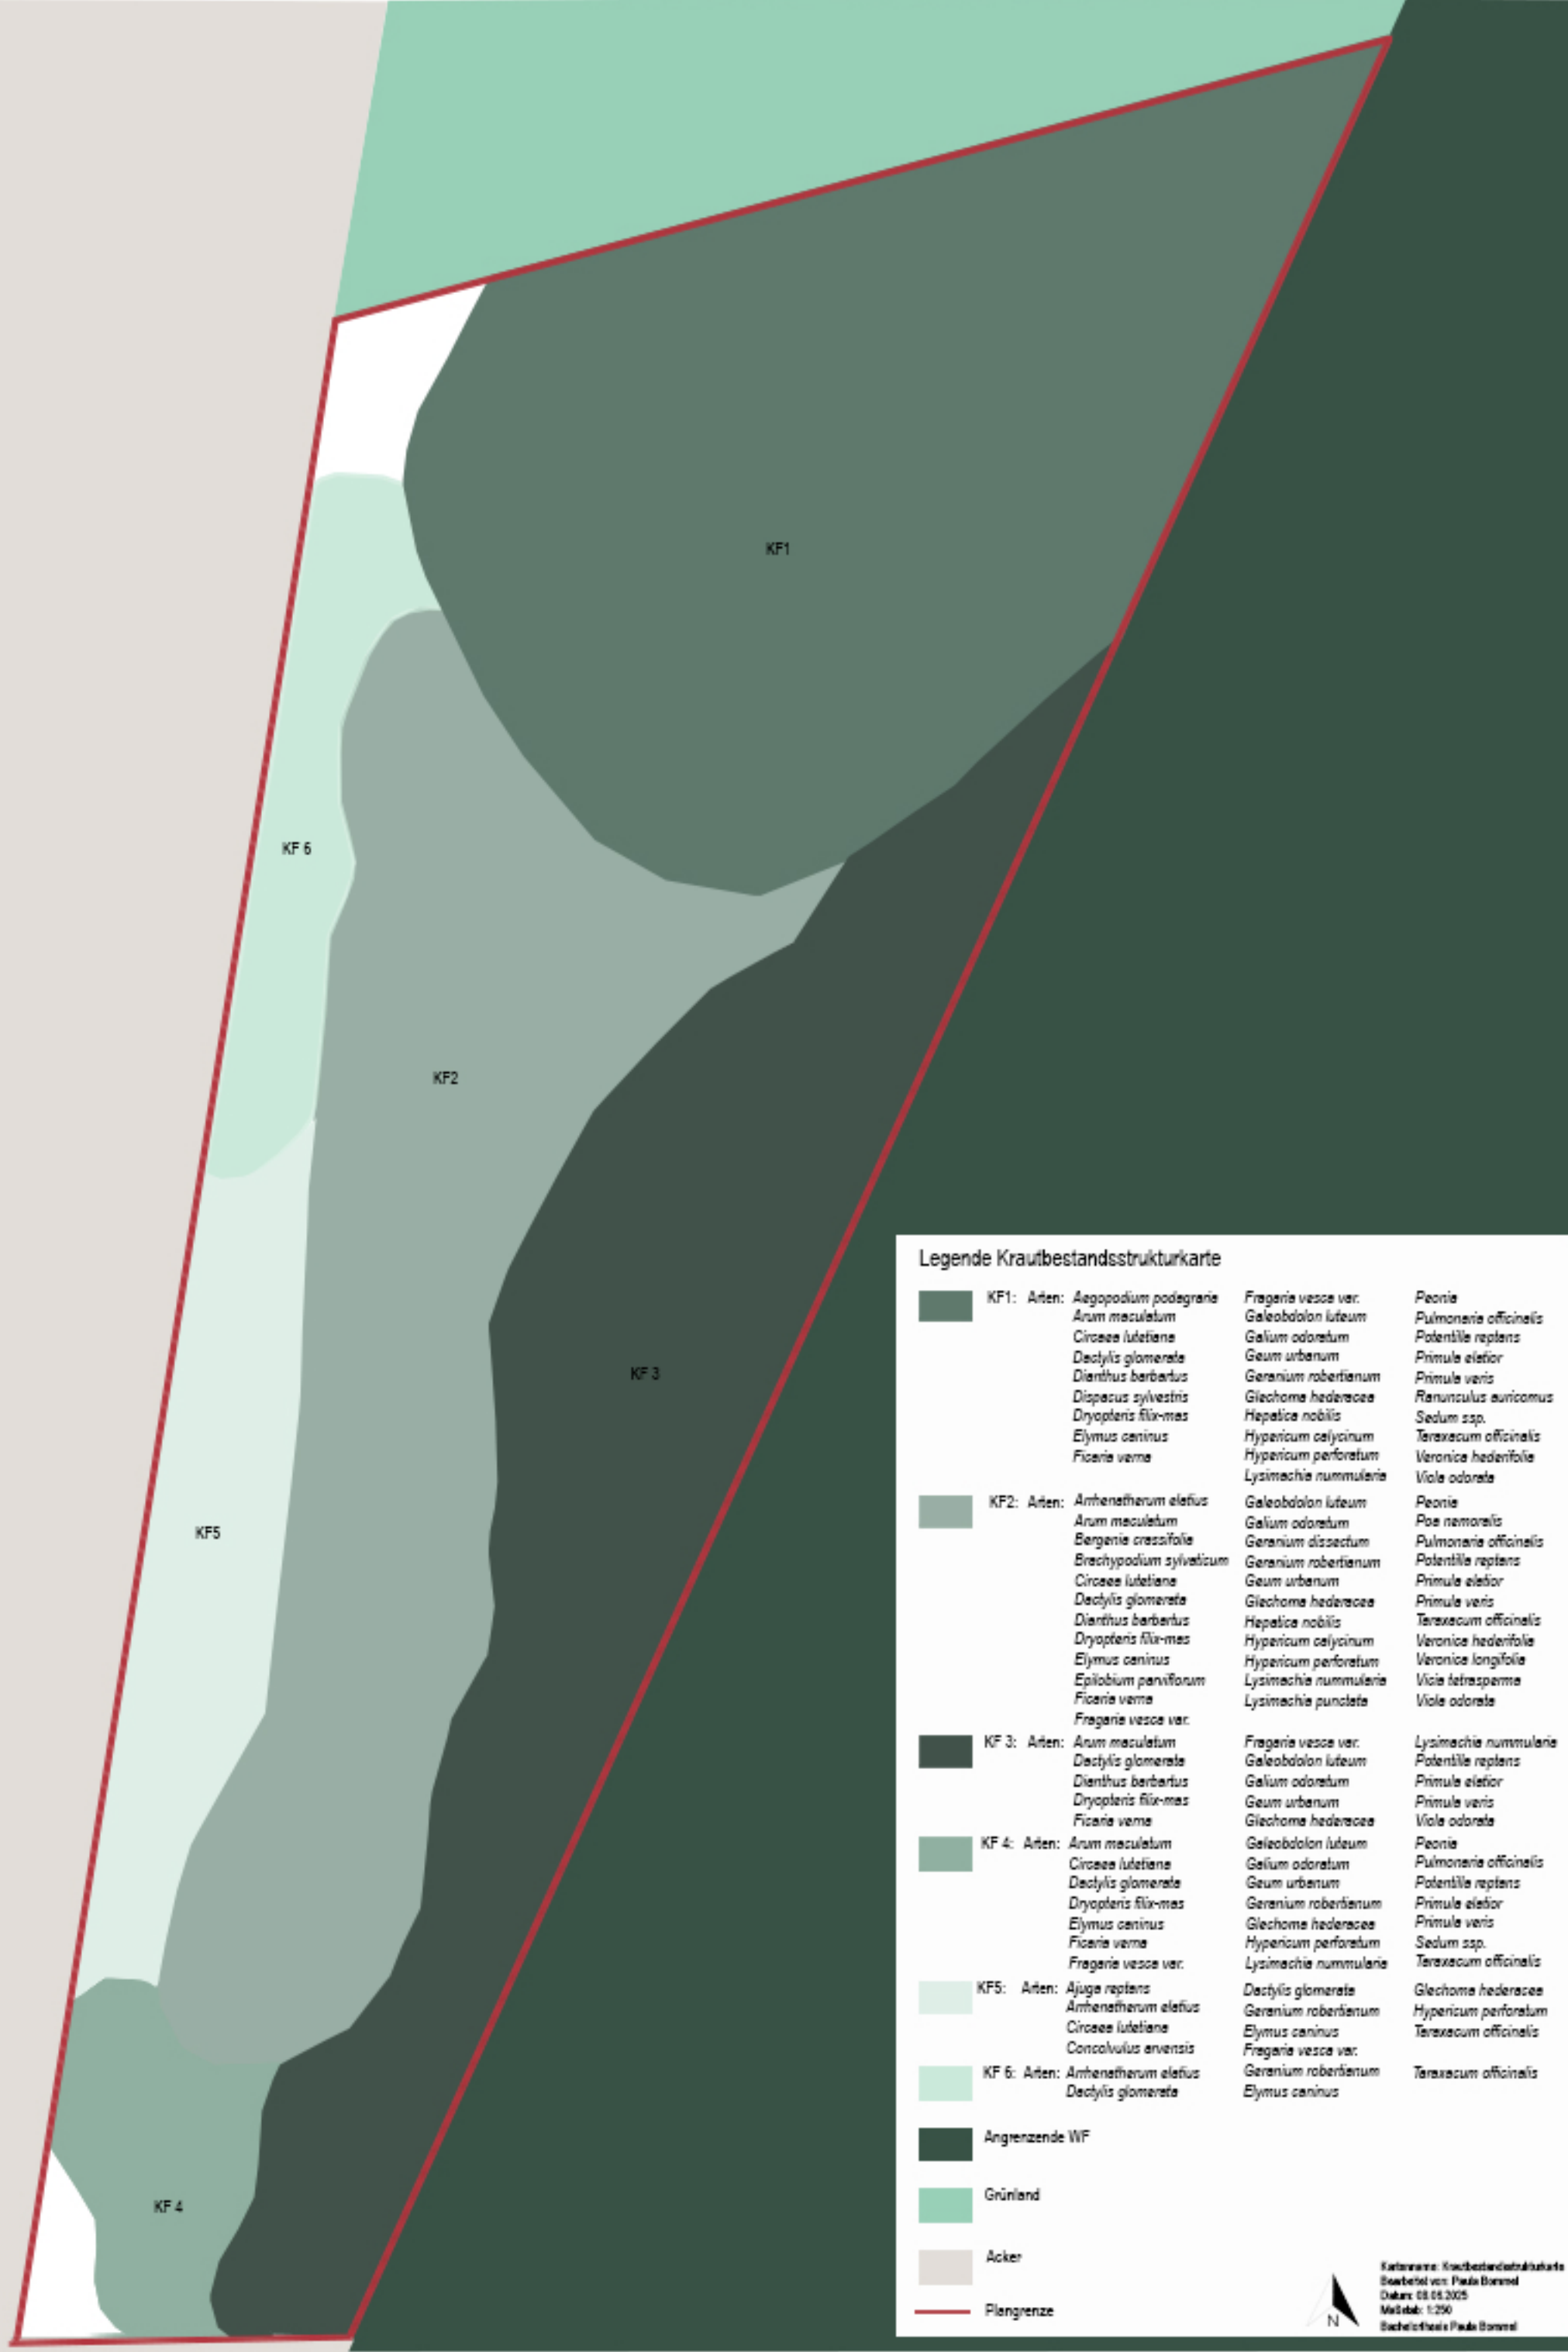 KF1
KF 6
KF2
KF 3
KF5
KF 4
Legende Krautbestandsstrukturkarte
KF1: Arten: Aegopodium podagraria Fragaria vesca var. Peonia
Arum maculatum Galeobdolon luteum Pulmonaria officinalis
Circaea lutetiana Galium odoratum Potentilla reptans
Dactylis glomerata Geum urbanum Primula elatior
Dianthus barbartus Geranium robertianum Primula veris
Dispacus sylvestris Glechoma hederacea Ranunculus auricomus
Dryopteris filix-mas Hepatica nobilis Sedum ssp.
Elymus caninus Hypericum calycinum Taraxacum officinalis
Ficaria verna Hypericum perforatum Veronica hederifolia
Lysimachia nummularia Viola odorata
KF2: Arten: Arrhenatherum elatius Galeobdolon luteum Peonia
Arum maculatum Galium odoratum Poa nemoralis
Bergenia crassifolia Geranium dissectum Pulmonaria officinalis
Brachypodium sylvaticum Geranium robertianum Potentilla reptans
Circaea lutetiana Geum urbanum Primula elatior
Dactylis glomerata Glechoma hederacea Primula veris
Dianthus barbartus Hepatica nobilis Taraxacum officinalis
Dryopteris filix-mas Hypericum calycinum Veronica hederifolia
Elymus caninus Hypericum perforatum Veronica longifolia
Epilobium parviflorum Lysimachia nummularia Vicia tetrasperma
Ficaria verna Lysimachia punctata Viola odorata
Fragaria vesca var.
KF 3: Arten: Arum maculatum Fragaria vesca var. Lysimachia nummularia
Dactylis glomerata Galeobdolon luteum Potentilla reptans
Dianthus barbartus Galium odoratum Primula elatior
Dryopteris filix-mas Geum urbanum Primula veris
Ficaria verna Glechoma hederacea Viola odorata
KF 4: Arten: Arum maculatum Galeobdolon luteum Peonia
Circaea lutetiana Galium odoratum Pulmonaria officinalis
Dactylis glomerata Geum urbanum Potentilla reptans
Dryopteris filix-mas Geranium robertianum Primula elatior
Elymus caninus Glechoma hederacea Primula veris
Ficaria verna Hypericum perforatum Sedum ssp.
Fragaria vesca var. Lysimachia nummularia Taraxacum officinalis
KF5: Arten: Ajuga reptans Dactylis glomerata Glechoma hederacea
Arrhenatherum elatius Geranium robertianum Hypericum perforatum
Circaea lutetiana Elymus caninus Taraxacum officinalis
Concolvulus arvensis Fragaria vesca var.
KF 6: Arten: Arrhenatherum elatius Geranium robertianum Taraxacum officinalis
Dactylis glomerata Elymus caninus
Angrenzende WF
Grünland
Acker
Plangrenze
N
Kartenname: Krautbestandsstrukturkarte
Bearbeitet von: Paula Bommel
Datum: 08.05.2025
Maßstab: 1:250
Bachelorthesis Paula Bommel